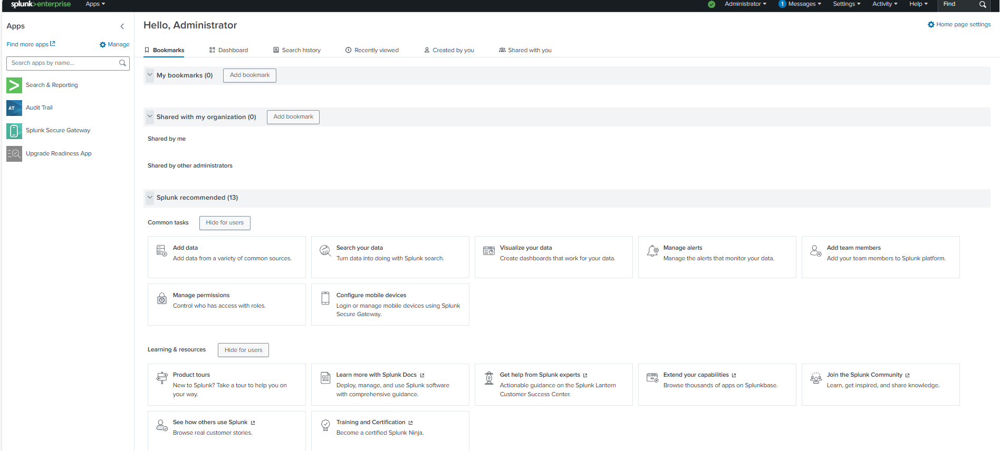 splunk>enterprise Apps Administrator 1 Messages Settings Activity Help Find
Apps
Find more apps Manage
Search apps by name...
Search & Reporting
AT Audit Trail
Splunk Secure Gateway
Upgrade Readiness App
Hello, Administrator
Home page settings
Bookmarks Dashboard Search history Recently viewed Created by you Shared with you
My bookmarks (0) Add bookmark
Shared with my organization (0) Add bookmark
Shared by me
Shared by other administrators
Splunk recommended (13)
Common tasks Hide for users
Add data
Add data from a variety of common sources.
Search your data
Turn data into doing with Splunk search.
Visualize your data
Create dashboards that work for your data.
Manage alerts
Manage the alerts that monitor your data.
Add team members
Add your team members to Splunk platform.
Manage permissions
Control who has access with roles.
Configure mobile devices
Login or manage mobile devices using Splunk
Secure Gateway.
Learning & resources Hide for users
Product tours
New to Splunk? Take a tour to help you on
your way.
Learn more with Splunk Docs
Deploy, manage, and use Splunk software
with comprehensive guidance.
Get help from Splunk experts
Actionable guidance on the Splunk Lantern
Customer Success Center.
Extend your capabilities
Browse thousands of apps on Splunkbase.
Join the Splunk Community
Learn, get inspired, and share knowledge.
See how others use Splunk
Browse real customer stories.
Training and Certification
Become a certified Splunk Ninja.